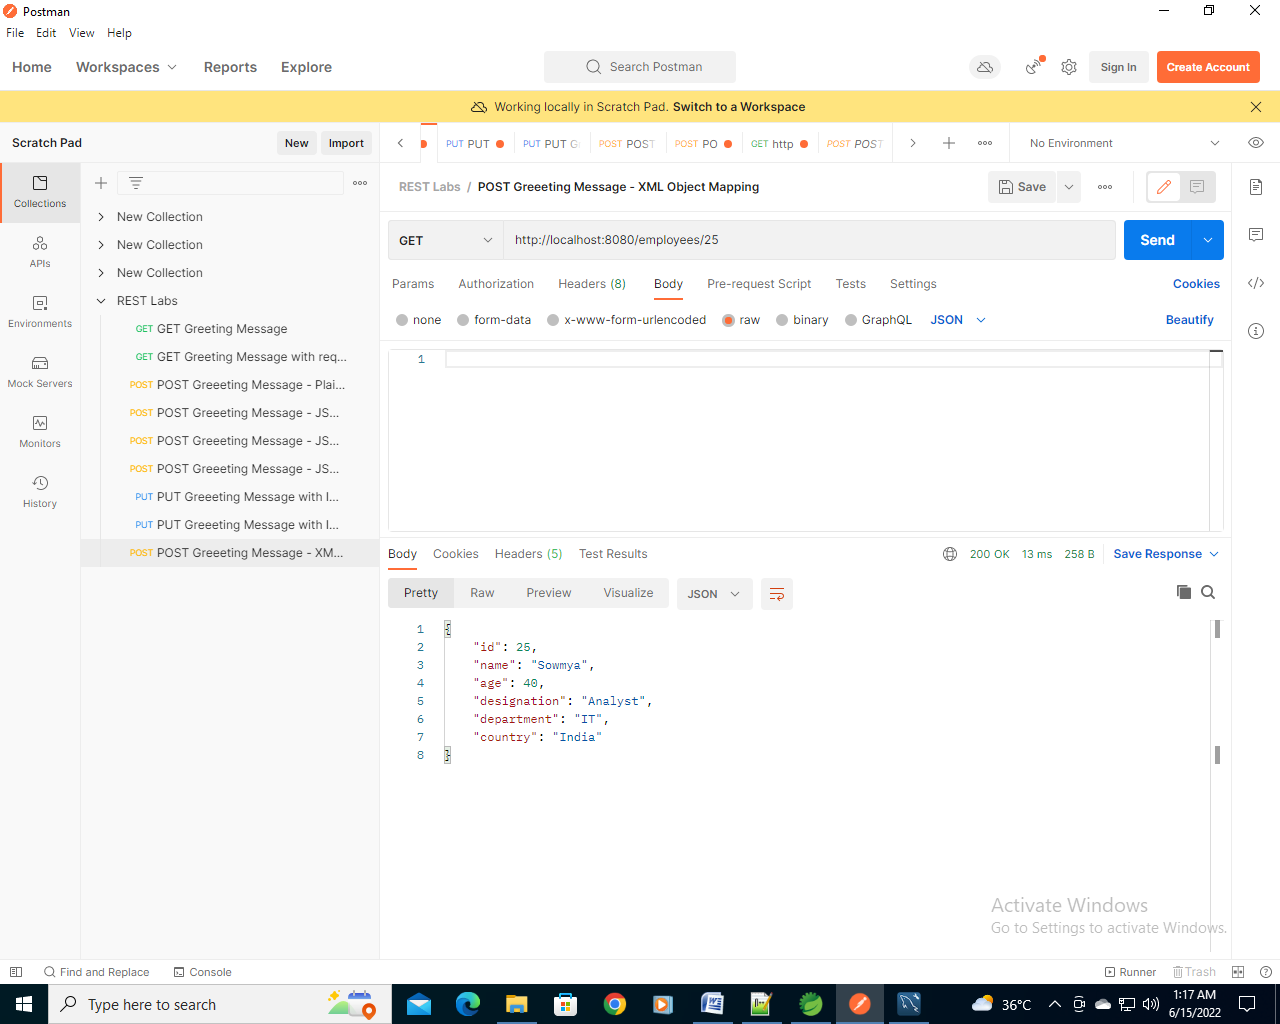 Postman
File Edit View Help
Home Workspaces Reports Explore
Search Postman
Sign In
Create Account
Working locally in Scratch Pad. Switch to a Workspace
Scratch Pad
New
Import
PUT PUT
PUT PUT G
POST POST
POST PO
GET http
POST POST
No Environment
Collections
APIs
Environments
Mock Servers
Monitors
History
New Collection
New Collection
New Collection
REST Labs
GET GET Greeting Message
GET GET Greeting Message with req...
POST POST Greeeting Message - Plai...
POST POST Greeeting Message - JS...
POST POST Greeeting Message - JS...
POST POST Greeeting Message - JS...
PUT PUT Greeeting Message with I...
PUT PUT Greeeting Message with I...
POST POST Greeeting Message - XM...
REST Labs / POST Greeeting Message - XML Object Mapping
Save
GET
http://localhost:8080/employees/25
Send
Params Authorization Headers (8) Body Pre-request Script Tests Settings
Cookies
none form-data x-www-form-urlencoded raw binary GraphQL JSON
Beautify
1
Body Cookies Headers (5) Test Results
200 OK 13 ms 258 B Save Response
Pretty Raw Preview Visualize JSON
1 {
2 "id": 25,
3 "name": "Sowmya",
4 "age": 40,
5 "designation": "Analyst",
6 "department": "IT",
7 "country": "India"
8 }
Activate Windows
Go to Settings to activate Windows.
Find and Replace Console
Runner Trash
Type here to search
36°C
1:17 AM
6/15/2022